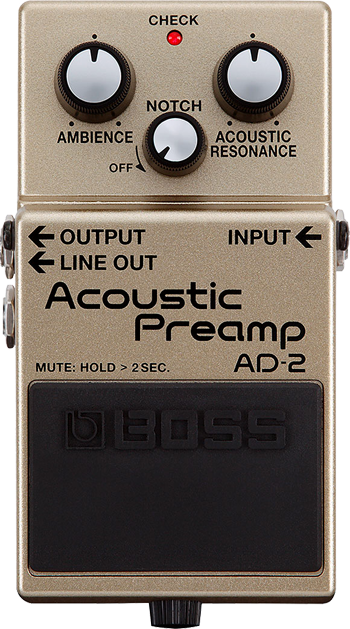 CHECK
AMBIENCE
NOTCH
OFF
ACOUSTIC
RESONANCE
OUTPUT
INPUT
LINE OUT
Acoustic
Preamp
MUTE: HOLD > 2 SEC.
AD-2
BOSS